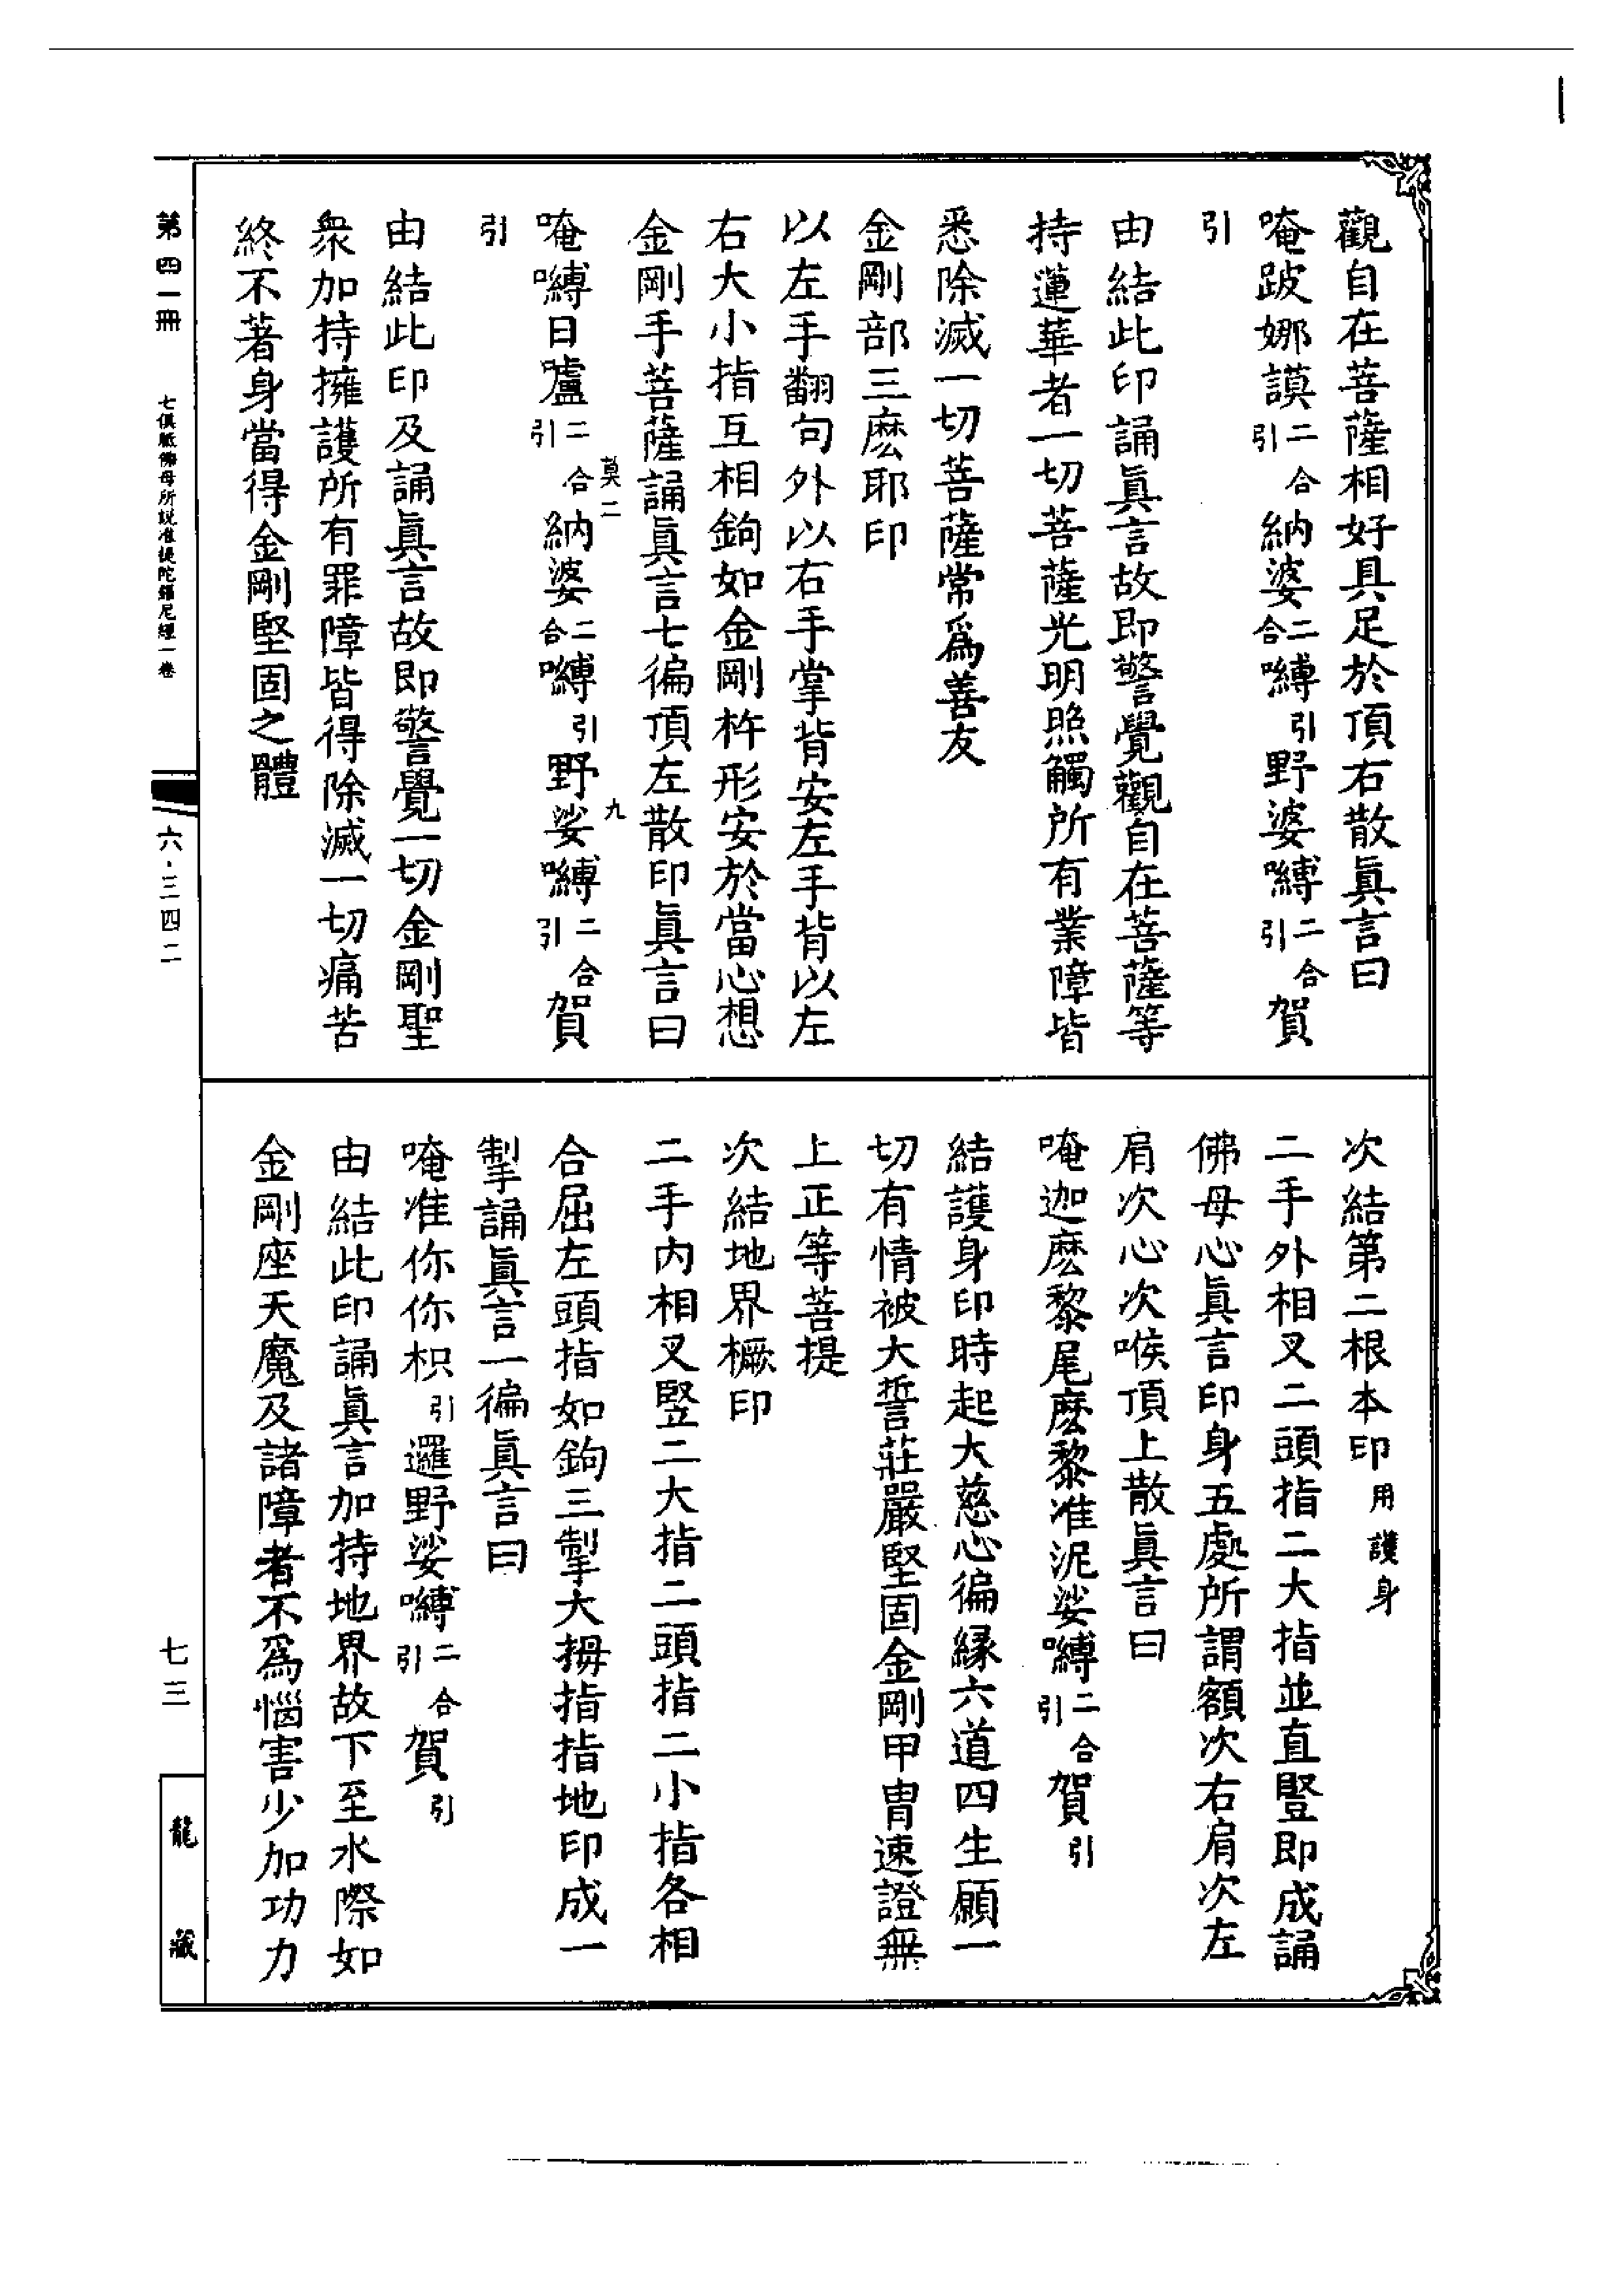 觀自在菩薩相好具足於頂右散眞言曰
唵跛娜謨二合引納婆二合嚩引野娑嚩二合引賀
引
由結此印誦眞言故即警覺觀自在菩薩等
持蓮華者一切菩薩光明照觸所有業障皆
悉除滅一切菩薩常爲善友
金剛部三麽耶印
以左手翻句外以右手掌背安左手背以左
右大小指互相鉤如金剛杵形安於當心想
金剛手菩薩誦眞言七徧頂左散印眞言曰
莫二 九
唵嚩日嚧二合引納婆二合嚩引野娑嚩二合引賀
引
由結此印及誦眞言故即警覺一切金剛聖
衆加持擁護所有罪障皆得除滅一切痛苦
終不著身當得金剛堅固之體
次結第二根本印用護身
二手外相叉二頭指二大指並直豎即成誦
佛母心眞言印身五處所謂額次右肩次左
肩次心次喉頂上散眞言曰
唵迦麽黎尾麽黎准泥娑嚩二合引賀引
結護身印時起大慈心徧緣六道四生願一
切有情被大誓莊嚴堅固金剛甲胄速證無
上正等菩提
次結地界橛印
二手内相叉竪二大指二頭指二小指各相
合屈左頭指如鉤三掣大拇指指地印成一
掣誦眞言一徧眞言曰
唵准你你枳引邏野娑嚩二合引賀引
由結此印誦眞言加持地界故下至水際如
金剛座天魔及諸障者不爲惱害少加功力
第四一冊 七俱胝佛母所説准提陀羅尼經一卷 六·三四二 七三 龍藏